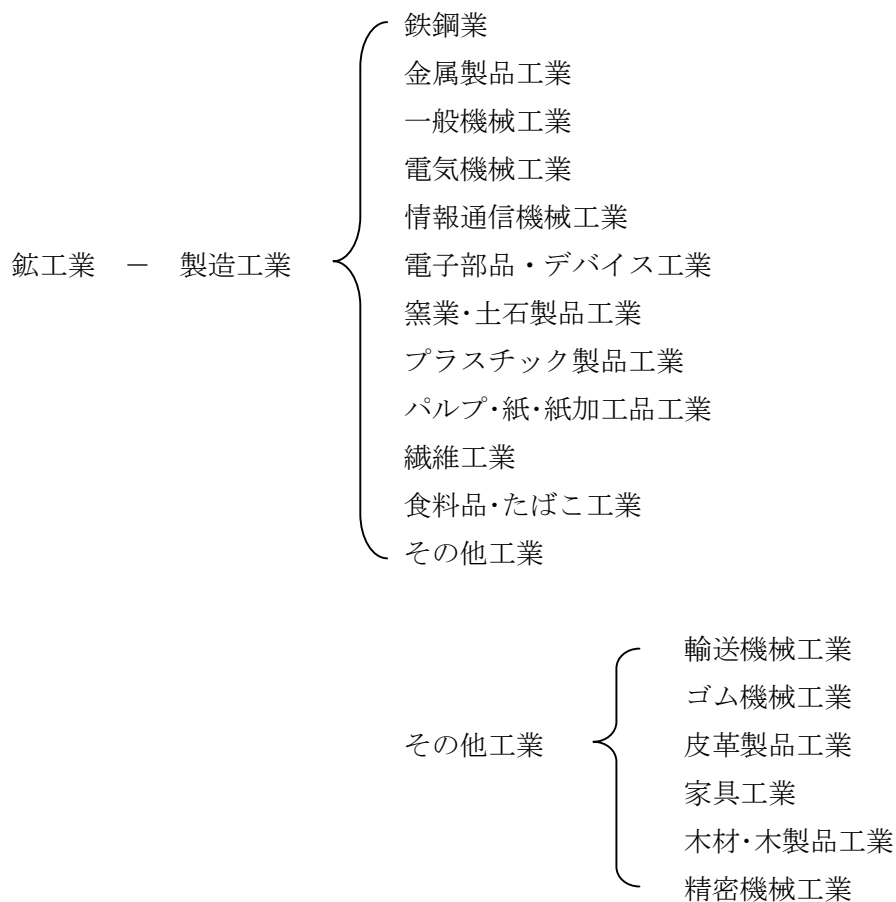 鉄鋼業
金属製品工業
一般機械工業
電気機械工業
情報通信機械工業
鉱工業 － 製造工業 電子部品・デバイス工業
窯業･土石製品工業
プラスチック製品工業
パルプ･紙･紙加工品工業
繊維工業
食料品･たばこ工業
その他工業
輸送機械工業
ゴム機械工業
その他工業 皮革製品工業
家具工業
木材･木製品工業
精密機械工業